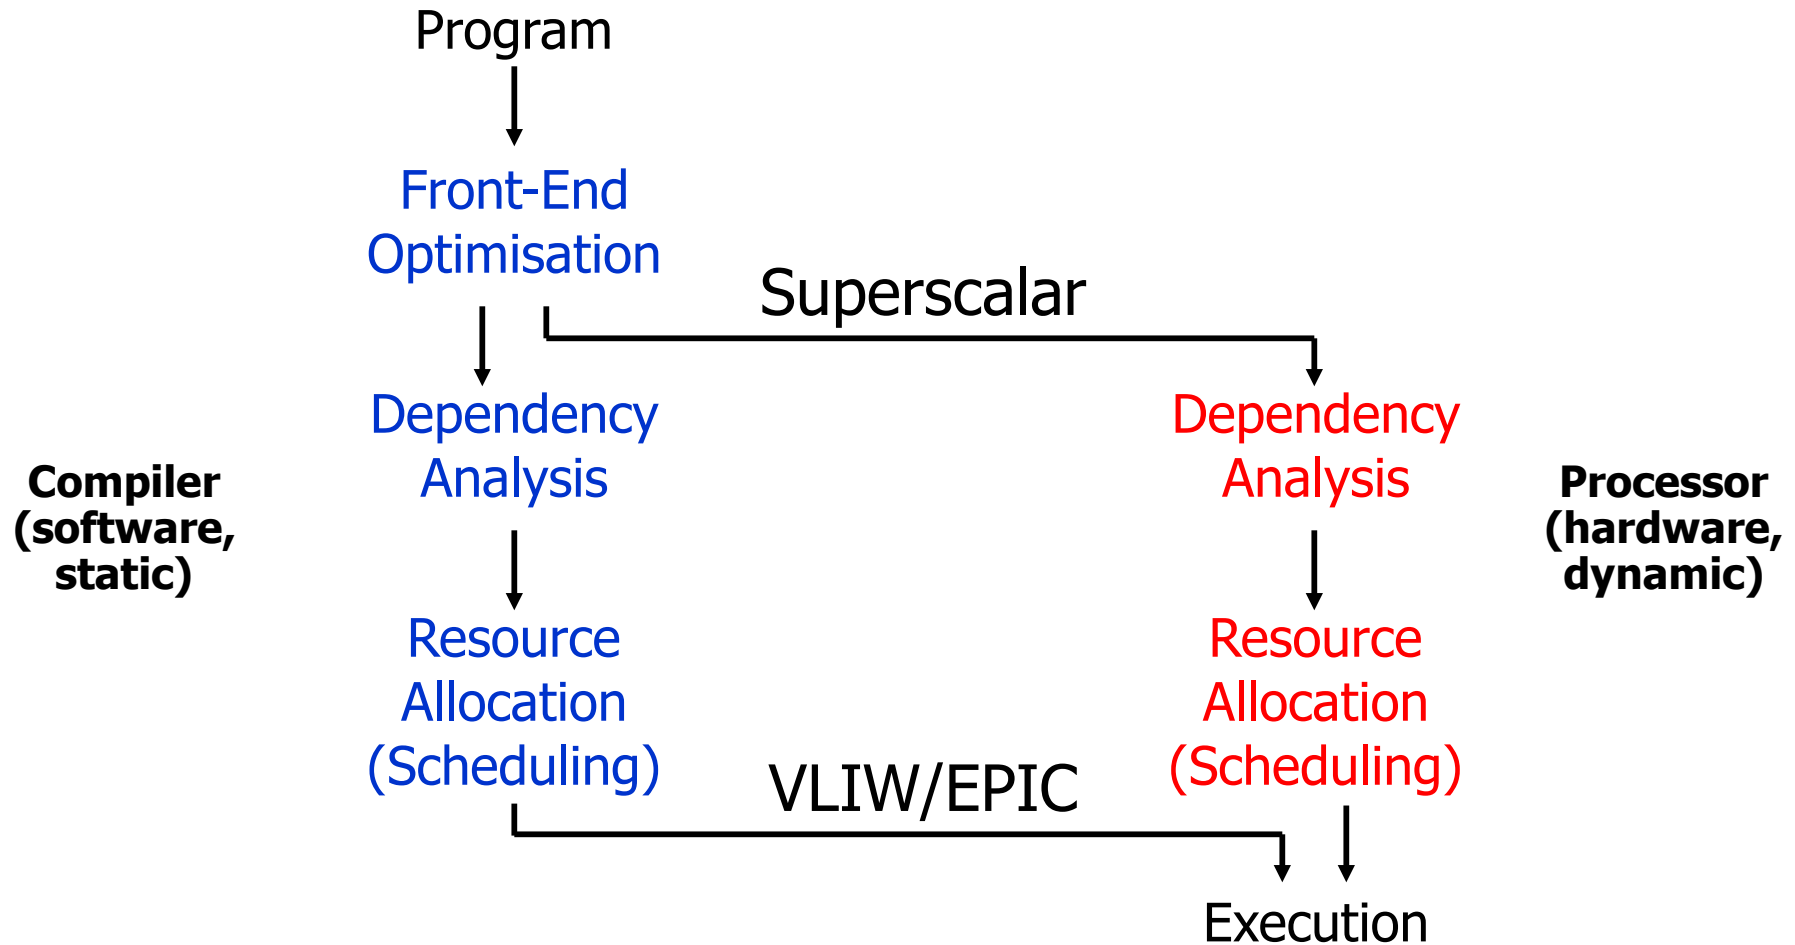 Program
Front-End
Optimisation
Superscalar
Dependency
Analysis
Dependency
Analysis
Compiler
(software,
static)
Processor
(hardware,
dynamic)
Resource
Allocation
(Scheduling)
Resource
Allocation
(Scheduling)
VLIW/EPIC
Execution